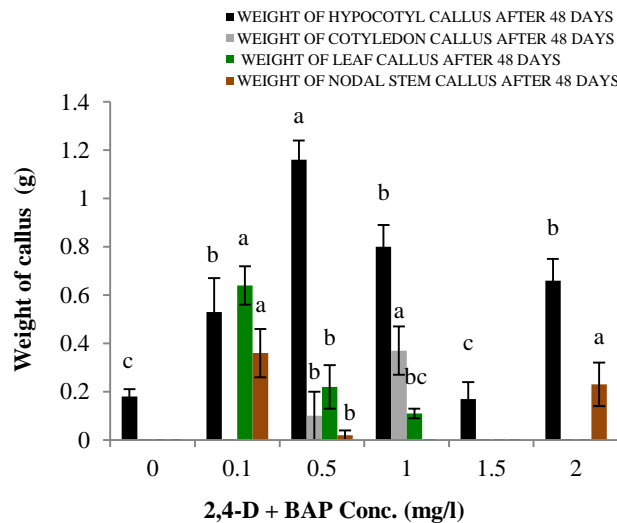 WEIGHT OF HYPOCOTYL CALLUS AFTER 48 DAYS
WEIGHT OF COTYLEDON CALLUS AFTER 48 DAYS
WEIGHT OF LEAF CALLUS AFTER 48 DAYS
WEIGHT OF NODAL STEM CALLUS AFTER 48 DAYS
Weight of callus (g)
1.4
1.2
1
0.8
0.6
0.4
0.2
0
c
b
a
a
a
b
b
b
a
bc
c
b
a
0
0.1
0.5
1
1.5
2
2,4-D + BAP Conc. (mg/l)